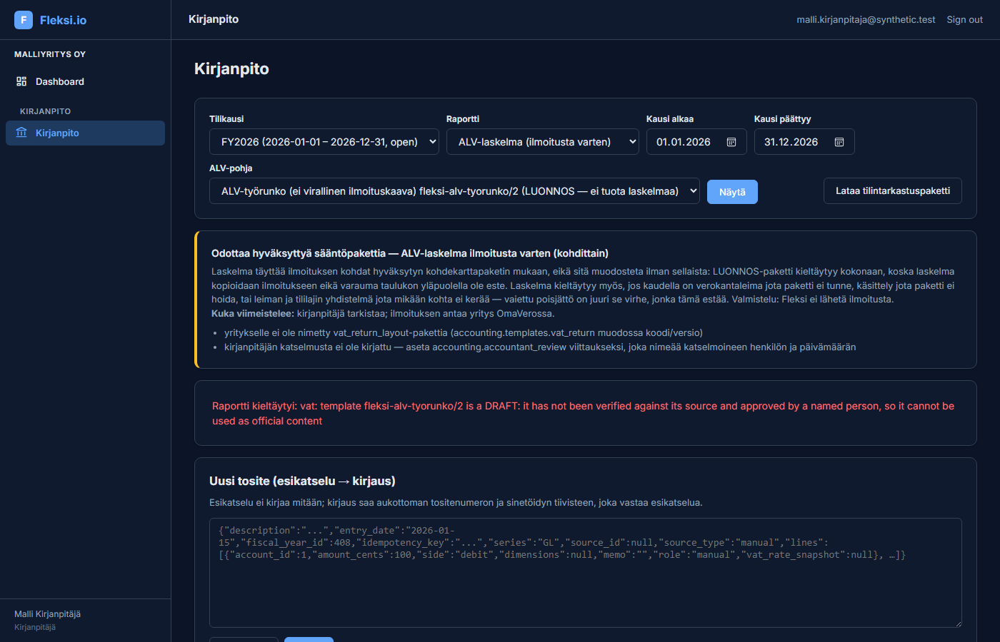 F Fleksi.io
Kirjanpito
malli.kirjanpitaja@synthetic.test Sign out
MALLIYRITYS OY
Dashboard
KIRJANPITO
Kirjanpito
Malli Kirjanpitäjä
Kirjanpitäjä
Kirjanpito
Tilikausi Raportti Kausi alkaa Kausi päättyy
FY2026 (2026-01-01 – 2026-12-31, open) ALV-laskelma (ilmoitusta varten) 01.01.2026 31.12.2026
ALV-pohja
ALV-työrunko (ei virallinen ilmoituskaava) fleksi-alv-tyorunko/2 (LUONNOS — ei tuota laskelmaa) Näytä Lataa tilintarkastuspaketti
Odottaa hyväksyttyä sääntöpakettia — ALV-laskelma ilmoitusta varten (kohdittain)
Laskelma täyttää ilmoituksen kohdat hyväksytyn kohdekarttapaketin mukaan, eikä sitä muodosteta ilman sellaista: LUONNOS-paketti kieltäytyy kokonaan, koska laskelma
kopioidaan ilmoitukseen eikä varauma taulukon yläpuolella ole este. Laskelma kieltäytyy myös, jos kaudella on verokantaleima jota paketti ei tunne, käsittely jota paketti ei
hoida, tai leiman ja tililajin yhdistelmä jota mikään kohta ei kerää — vaiettu poisjättö on juuri se virhe, jonka tämä estää. Valmistelu: Fleksi ei lähetä ilmoitusta.
Kuka viimeistelee: kirjanpitäjä tarkistaa; ilmoituksen antaa yritys OmaVerossa.
• yritykselle ei ole nimetty vat_return_layout-pakettia (accounting.templates.vat_return muodossa koodi/versio)
• kirjanpitäjän katselmusta ei ole kirjattu — aseta accounting.accountant_review viittaukseksi, joka nimeää katselmoineen henkilön ja päivämäärän
Raportti kieltäytyi: vat: template fleksi-alv-tyorunko/2 is a DRAFT: it has not been verified against its source and approved by a named person, so it cannot be
used as official content
Uusi tosite (esikatselu → kirjaus)
Esikatselu ei kirjaa mitään; kirjaus saa aukottoman tositenumeron ja sinetöidyn tiivisteen, joka vastaa esikatselua.
{"description":"...","entry_date":"2026-01-
15","fiscal_year_id":408,"idempotency_key":"...","series":"GL","source_id":null,"source_type":"manual","lines":
[{"account_id":1,"amount_cents":100,"side":"debit","dimensions":null,"memo":"","role":"manual","vat_rate_snapshot":null}, …]}